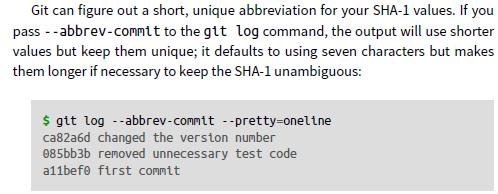 Git can figure out a short, unique abbreviation for your SHA-1 values. If you
pass --abbrev-commit to the git log command, the output will use shorter
values but keep them unique; it defaults to using seven characters but makes
them longer if necessary to keep the SHA-1 unambiguous:
$ git log --abbrev-commit --pretty=oneline
ca82a6d changed the version number
085bb3b removed unnecessary test code
a11bef0 first commit